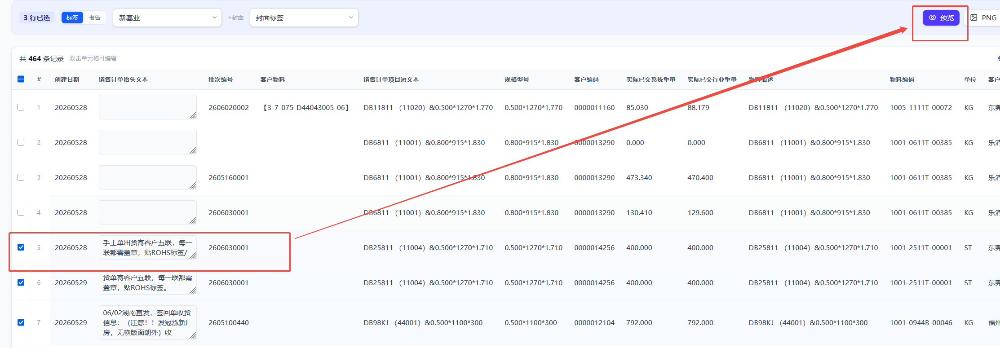 3 行已选 标签 报告 新基业 +封面 封面标签 预览 PNG
共 464 条记录 双击单元格可编辑
# 创建日期 销售订单抬头文本 批次编号 客户物料 销售订单项目短文本 规格型号 客户编码 实际已交系统重量 实际已交行业重量 物料描述 物料编码 单位 客户
1 20260528 2606020002 【3-7-075-D44043005-06】 DB11811 （11020）&0.500*1270*1.770 0.500*1270*1.770 0000011160 85.030 88.179 DB11811 （11020）&0.500*1270*1.770 1005-1111T-00072 KG 东莞
2 20260528 DB6811 （11001）&0.800*915*1.830 0.800*915*1.830 0000013290 0.000 0.000 DB6811 （11001）&0.800*915*1.830 1001-0611T-00385 KG 乐清
3 20260528 2605160001 DB6811 （11001）&0.800*915*1.830 0.800*915*1.830 0000013290 473.340 470.400 DB6811 （11001）&0.800*915*1.830 1001-0611T-00385 KG 乐清
4 20260528 2606030001 DB6811 （11001）&0.800*915*1.830 0.800*915*1.830 0000013290 130.410 129.600 DB6811 （11001）&0.800*915*1.830 1001-0611T-00385 KG 乐清
手工单出货寄客户五联，每一
5 20260528 2606030001 DB25811 （11004）&0.500*1270*1.710 0.500*1270*1.710 0000014256 400.000 400.000 DB25811 （11004）&0.500*1270*1.710 1001-2511T-00001 ST 东莞
联都需盖章，贴ROHS标签/
货单寄客户五联，每一联都需
6 20260529 2606030001 DB25811 （11004）&0.500*1270*1.710 0.500*1270*1.710 0000014256 400.000 400.000 DB25811 （11004）&0.500*1270*1.710 1001-2511T-00001 ST 东莞
盖章，贴ROHS标签。
06/02湖南直发，签回单收货
7 20260529 信息：（注意！！发冠泓新厂 2605100440 DB98KJ （44001）&0.500*1100*300 0.500*1100*300 0000012104 792.000 792.000 DB98KJ （44001）&0.500*1100*300 1001-0944B-00046 KG 福州
房，无横版面朝外）收